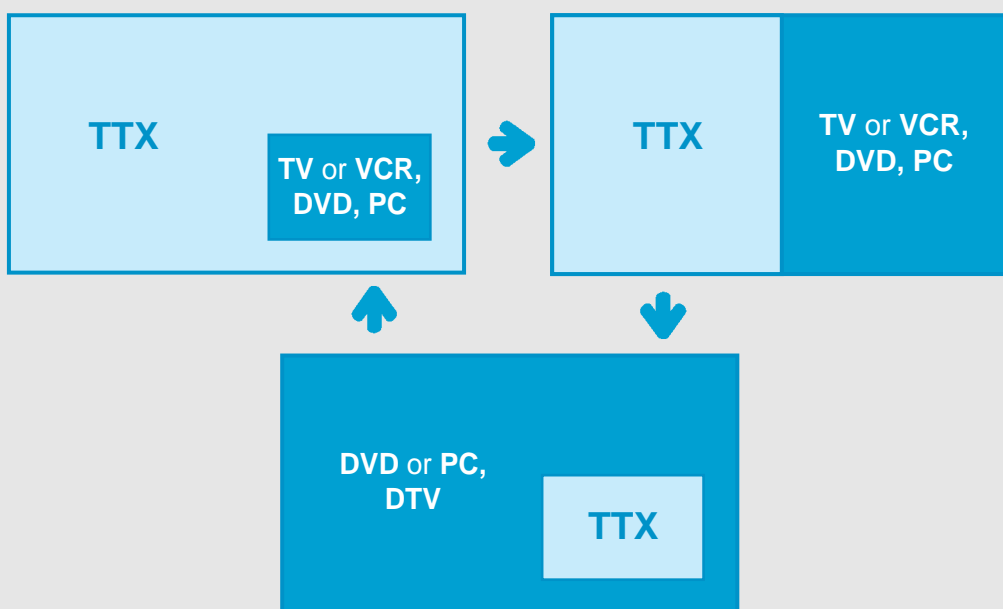 TTX
TV or VCR,
DVD, PC
TTX
TV or VCR,
DVD, PC
DVD or PC,
DTV
TTX